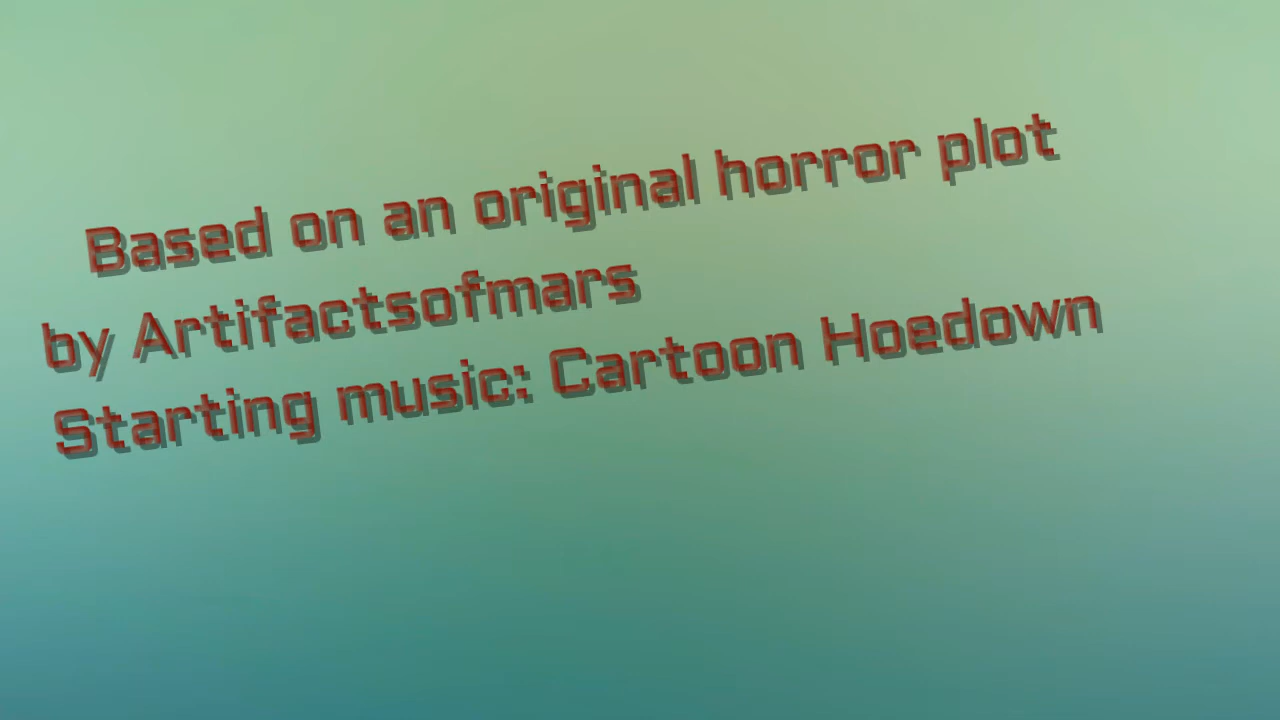 Based on an original horror plot
by Artifactsofmars
Starting music: Cartoon Hoedown